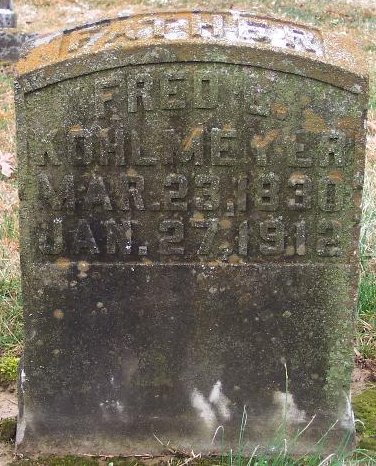 FATHER
FRED L.
KOHLMEYER
MAR. 23, 1830
JAN. 27, 1912